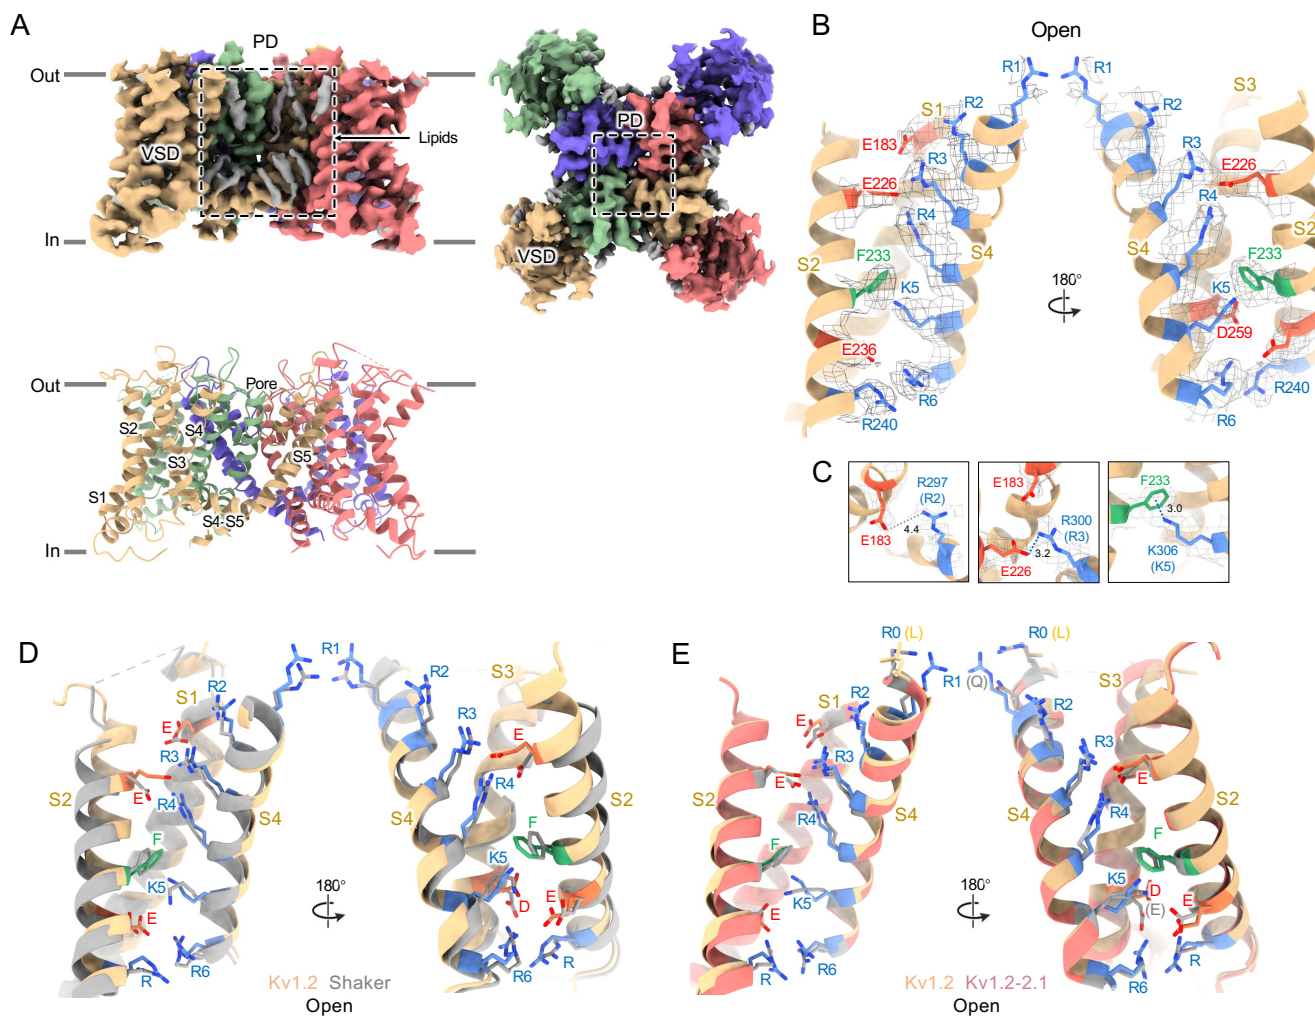 A
PD
Out
VSD
Lipids
In
PD
VSD
Out
Pore
S2
S4
S3
S5
S1
S4-S5
In
B
Open
R1
R1
S3
S1
R2
R2
E183
R3
R3
E226
E226
R4
R4
S2
S4
S4
S2
F233
F233
180°
K5
K5
D259
E236
R240
R6
R240
R6
C
E183
R297
(R2)
4.4
E183
R300
(R3)
3.2
E226
F233
3.0
K306
(K5)
D
R1
S1
R2
R2
S3
E
R3
R3
E
E
R4
R4
S2
S4
S4
S2
F
F
K5
K5
180°
E
D
E
R
R6
R6
R
Kv1.2 Shaker
Open
E
R0 (L)
R0 (L)
R1 (Q)
S1
R2
R2
S3
E
R3
R3
E
E
R4
R4
S2
S4
S4
S2
F
F
K5
K5
180°
D
(E)
E
E
R
R6
R6
R
Kv1.2 Kv1.2-2.1
Open